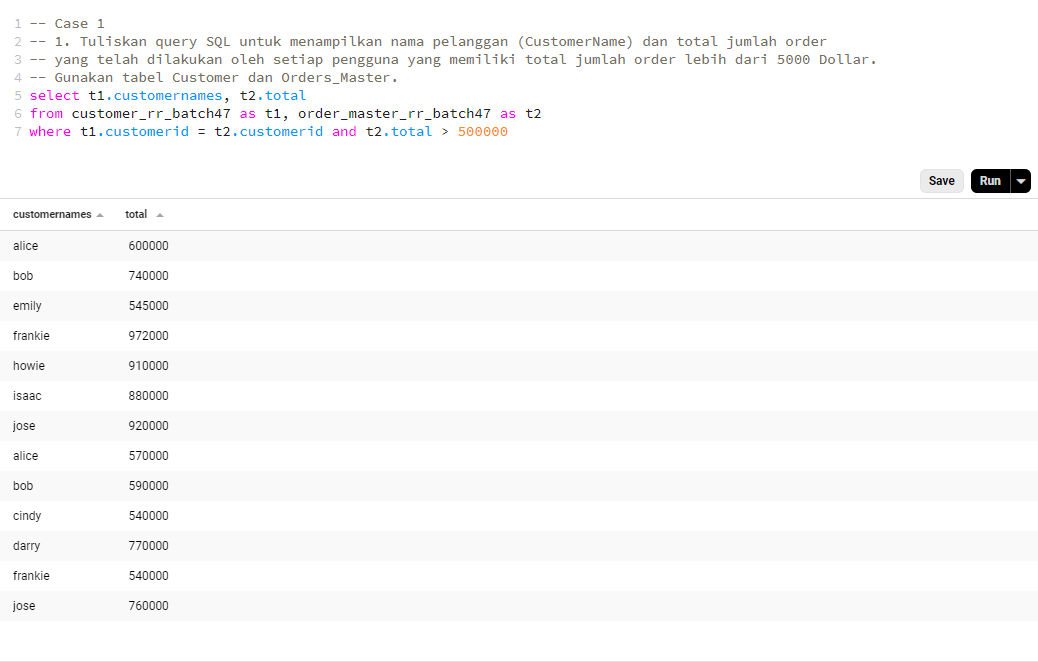 1 -- Case 1
2 -- 1. Tuliskan query SQL untuk menampilkan nama pelanggan (CustomerName) dan total jumlah order
3 -- yang telah dilakukan oleh setiap pengguna yang memiliki total jumlah order lebih dari 5000 Dollar.
4 -- Gunakan tabel Customer dan Orders_Master.
5 select t1.customernames, t2.total
6 from customer_rr_batch47 as t1, order_master_rr_batch47 as t2
7 where t1.customerid = t2.customerid and t2.total > 500000
Save Run
customernames total
alice 600000
bob 740000
emily 545000
frankie 972000
howie 910000
isaac 880000
jose 920000
alice 570000
bob 590000
cindy 540000
darry 770000
frankie 540000
jose 760000